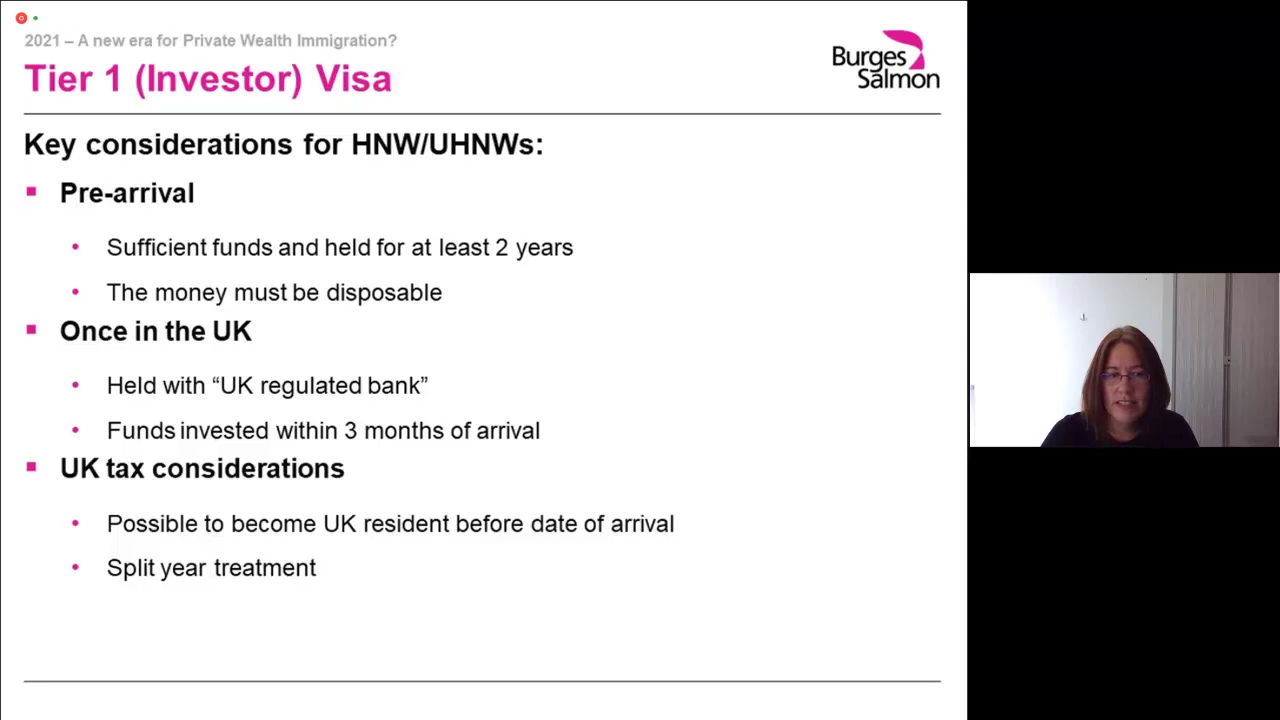 2021 – A new era for Private Wealth Immigration?
Tier 1 (Investor) Visa
Burges
Salmon
Key considerations for HNW/UHNWs:
Pre-arrival
Sufficient funds and held for at least 2 years
The money must be disposable
Once in the UK
Held with “UK regulated bank”
Funds invested within 3 months of arrival
UK tax considerations
Possible to become UK resident before date of arrival
Split year treatment